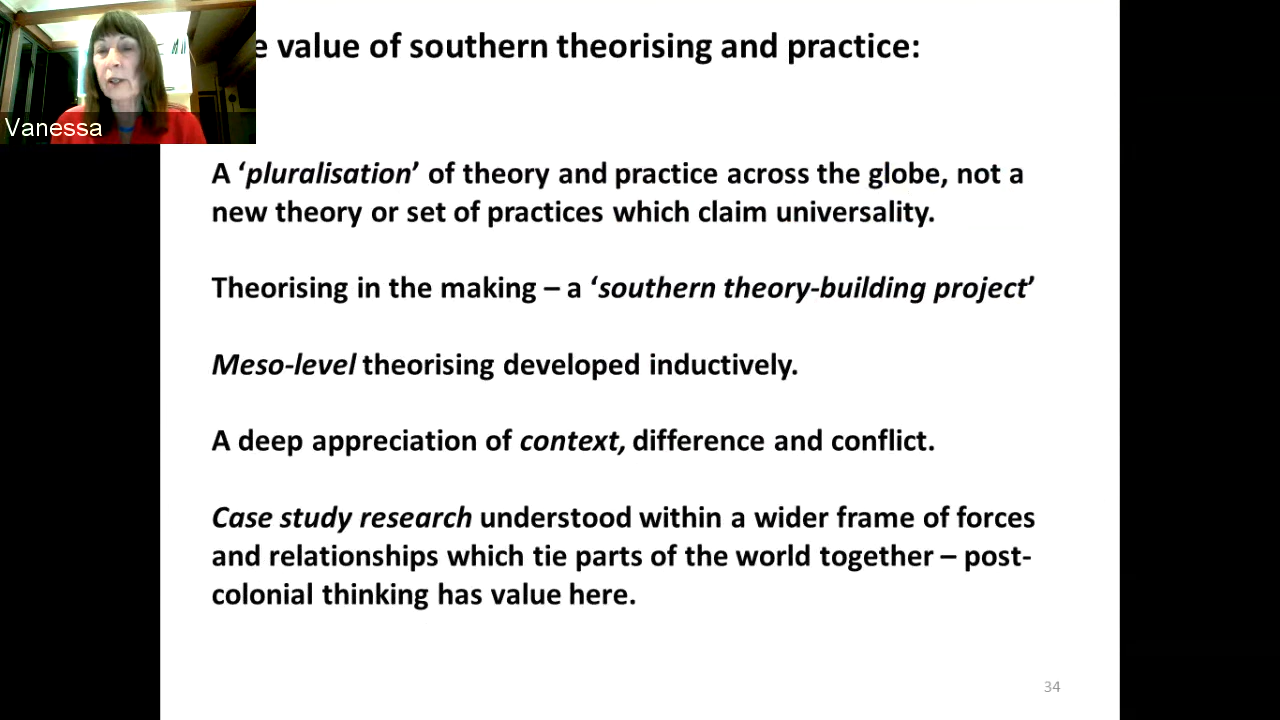 e value of southern theorising and practice:
Vanessa
A ‘pluralisation’ of theory and practice across the globe, not a
new theory or set of practices which claim universality.
Theorising in the making – a ‘southern theory-building project’
Meso-level theorising developed inductively.
A deep appreciation of context, difference and conflict.
Case study research understood within a wider frame of forces
and relationships which tie parts of the world together – post-
colonial thinking has value here.
34